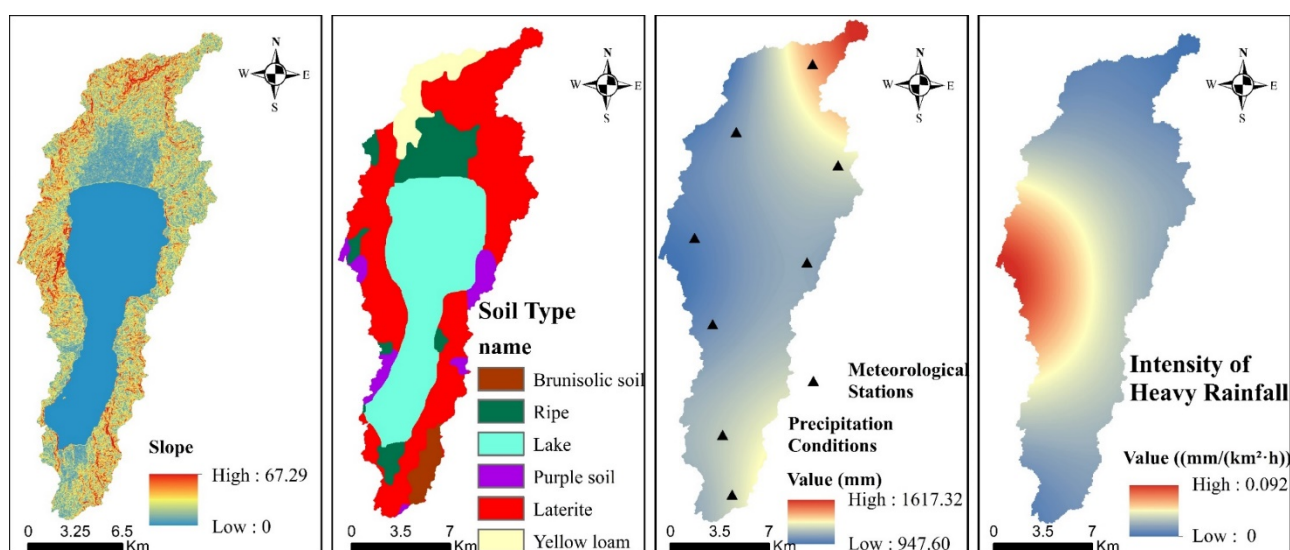 N
W E
S
Slope
High : 67.29
Low : 0
0 3.25 6.5
Km
N
W E
S
Soil Type
name
Brunisolic soil
Ripe
Lake
Purple soil
Laterite
Yellow loam
0 3.5 7
Km
N
W E
S
Meteorological
Stations
Precipitation
Conditions
Value (mm)
High : 1617.32
Low : 947.60
0 3.5 7
Km
N
W E
S
Intensity of
Heavy Rainfall
Value ((mm/(km²·h))
High : 0.092
Low : 0
0 3.5 7
Km